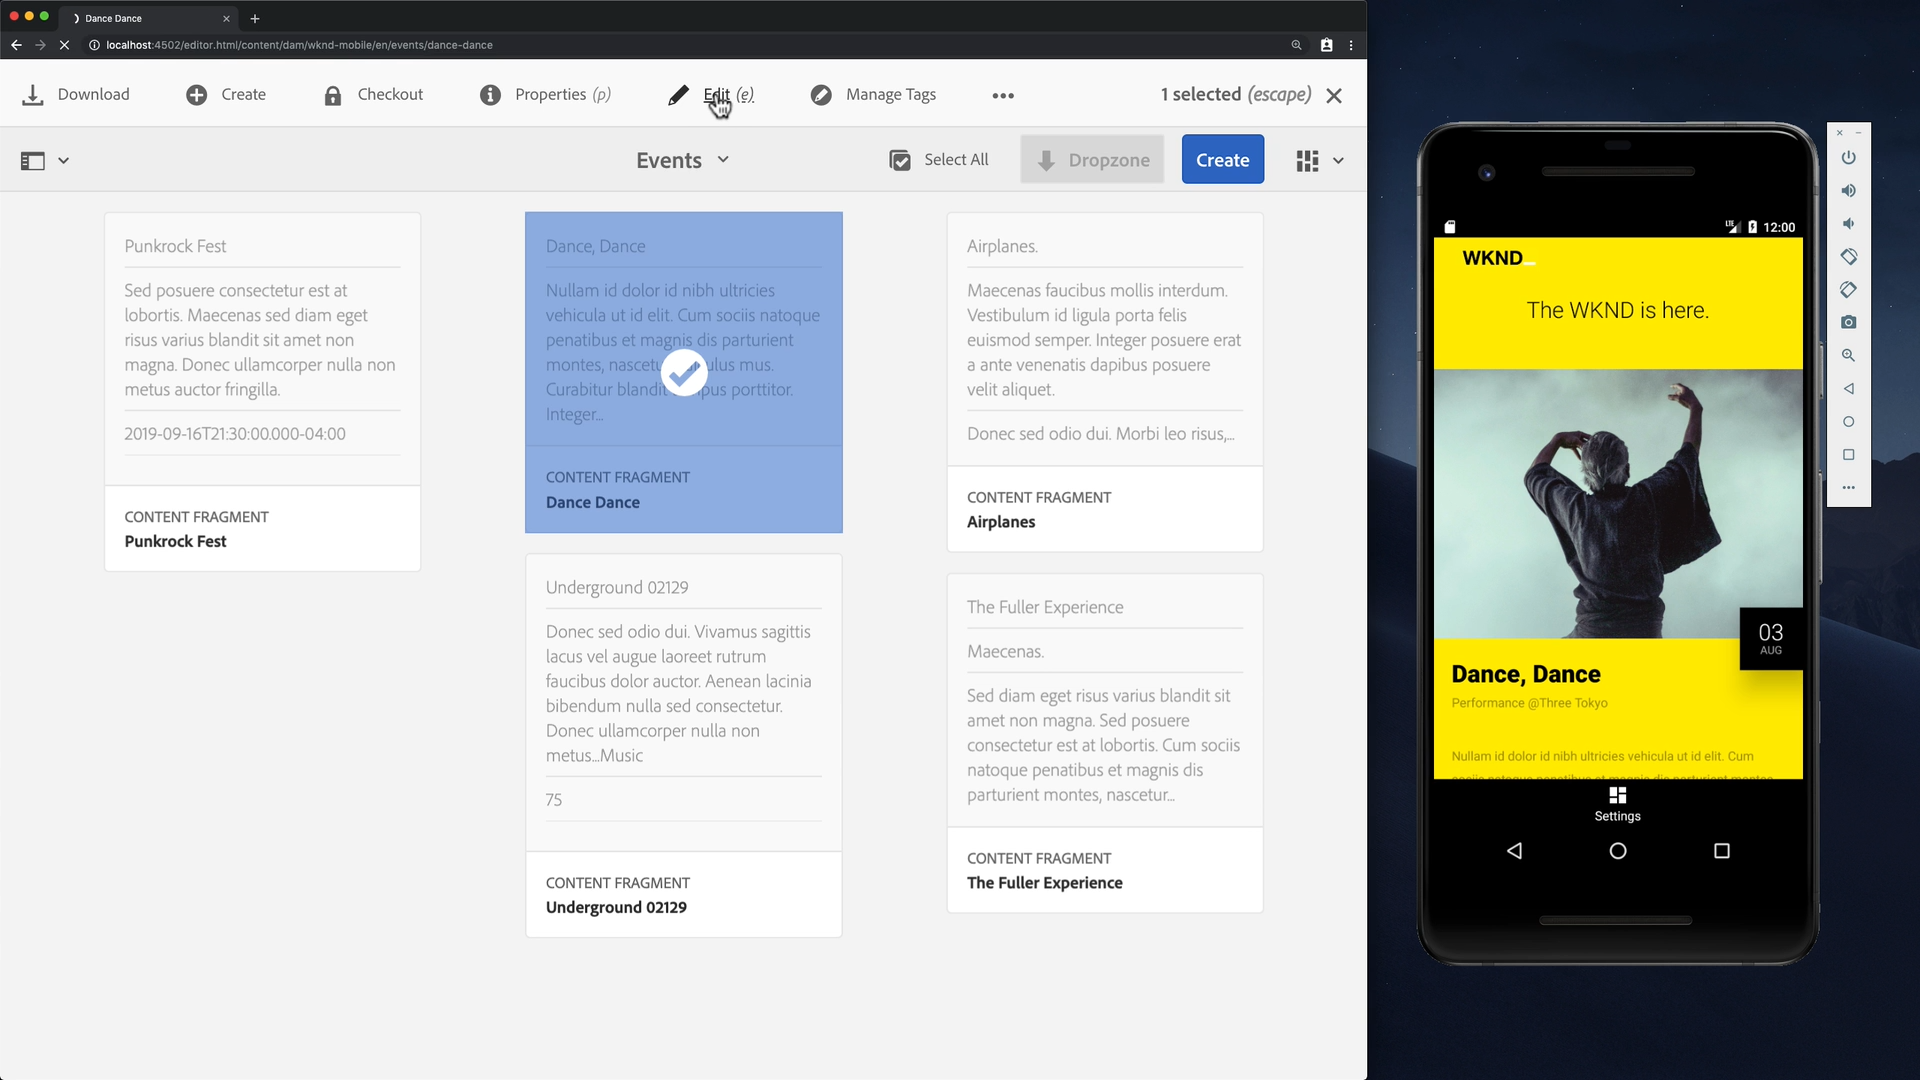 Dance Dance
localhost:4502/editor.html/content/dam/wknd-mobile/en/events/dance-dance
Download
Create
Checkout
Properties (p)
Edit (e)
Manage Tags
1 selected (escape)
Events
Select All
Dropzone
Create
Punkrock Fest
Sed posuere consectetur est at
lobortis. Maecenas sed diam eget
risus varius blandit sit amet non
magna. Donec ullamcorper nulla non
metus auctor fringilla.
2019-09-16T21:30:00.000-04:00
CONTENT FRAGMENT
Punkrock Fest
Dance, Dance
Nullam id dolor id nibh ultricies
vehicula ut id elit. Cum sociis natoque
penatibus et magnis dis parturient
montes, nascetu ulus mus.
Curabitur blandit pus porttitor.
Integer...
CONTENT FRAGMENT
Dance Dance
Underground 02129
Donec sed odio dui. Vivamus sagittis
lacus vel augue laoreet rutrum
faucibus dolor auctor. Aenean lacinia
bibendum nulla sed consectetur.
Donec ullamcorper nulla non
metus...Music
75
CONTENT FRAGMENT
Underground 02129
Airplanes.
Maecenas faucibus mollis interdum.
Vestibulum id ligula porta felis
euismod semper. Integer posuere erat
a ante venenatis dapibus posuere
velit aliquet.
Donec sed odio dui. Morbi leo risus,...
CONTENT FRAGMENT
Airplanes
The Fuller Experience
Maecenas.
Sed diam eget risus varius blandit sit
amet non magna. Sed posuere
consectetur est at lobortis. Cum sociis
natoque penatibus et magnis dis
parturient montes, nascetur...
CONTENT FRAGMENT
The Fuller Experience
LTE
12:00
WKND_
The WKND is here.
03
AUG
Dance, Dance
Performance @Three Tokyo
Nullam id dolor id nibh ultricies vehicula ut id elit. Cum
Settings